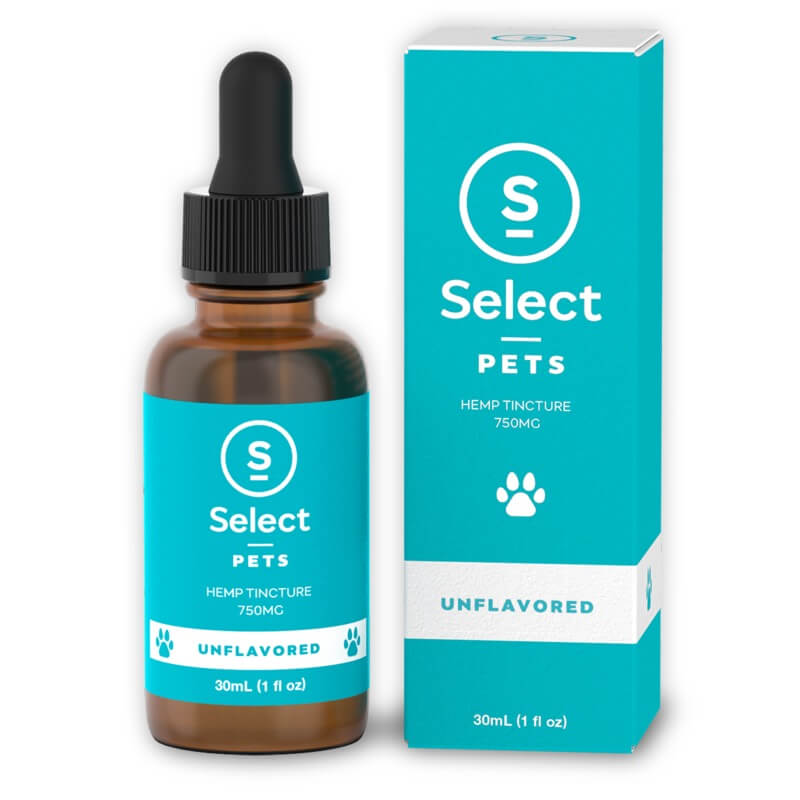 S
Select
PETS
HEMP TINCTURE
750MG
UNFLAVORED
30mL (1 fl oz)
S
Select
PETS
HEMP TINCTURE
750MG
UNFLAVORED
30mL (1 fl oz)